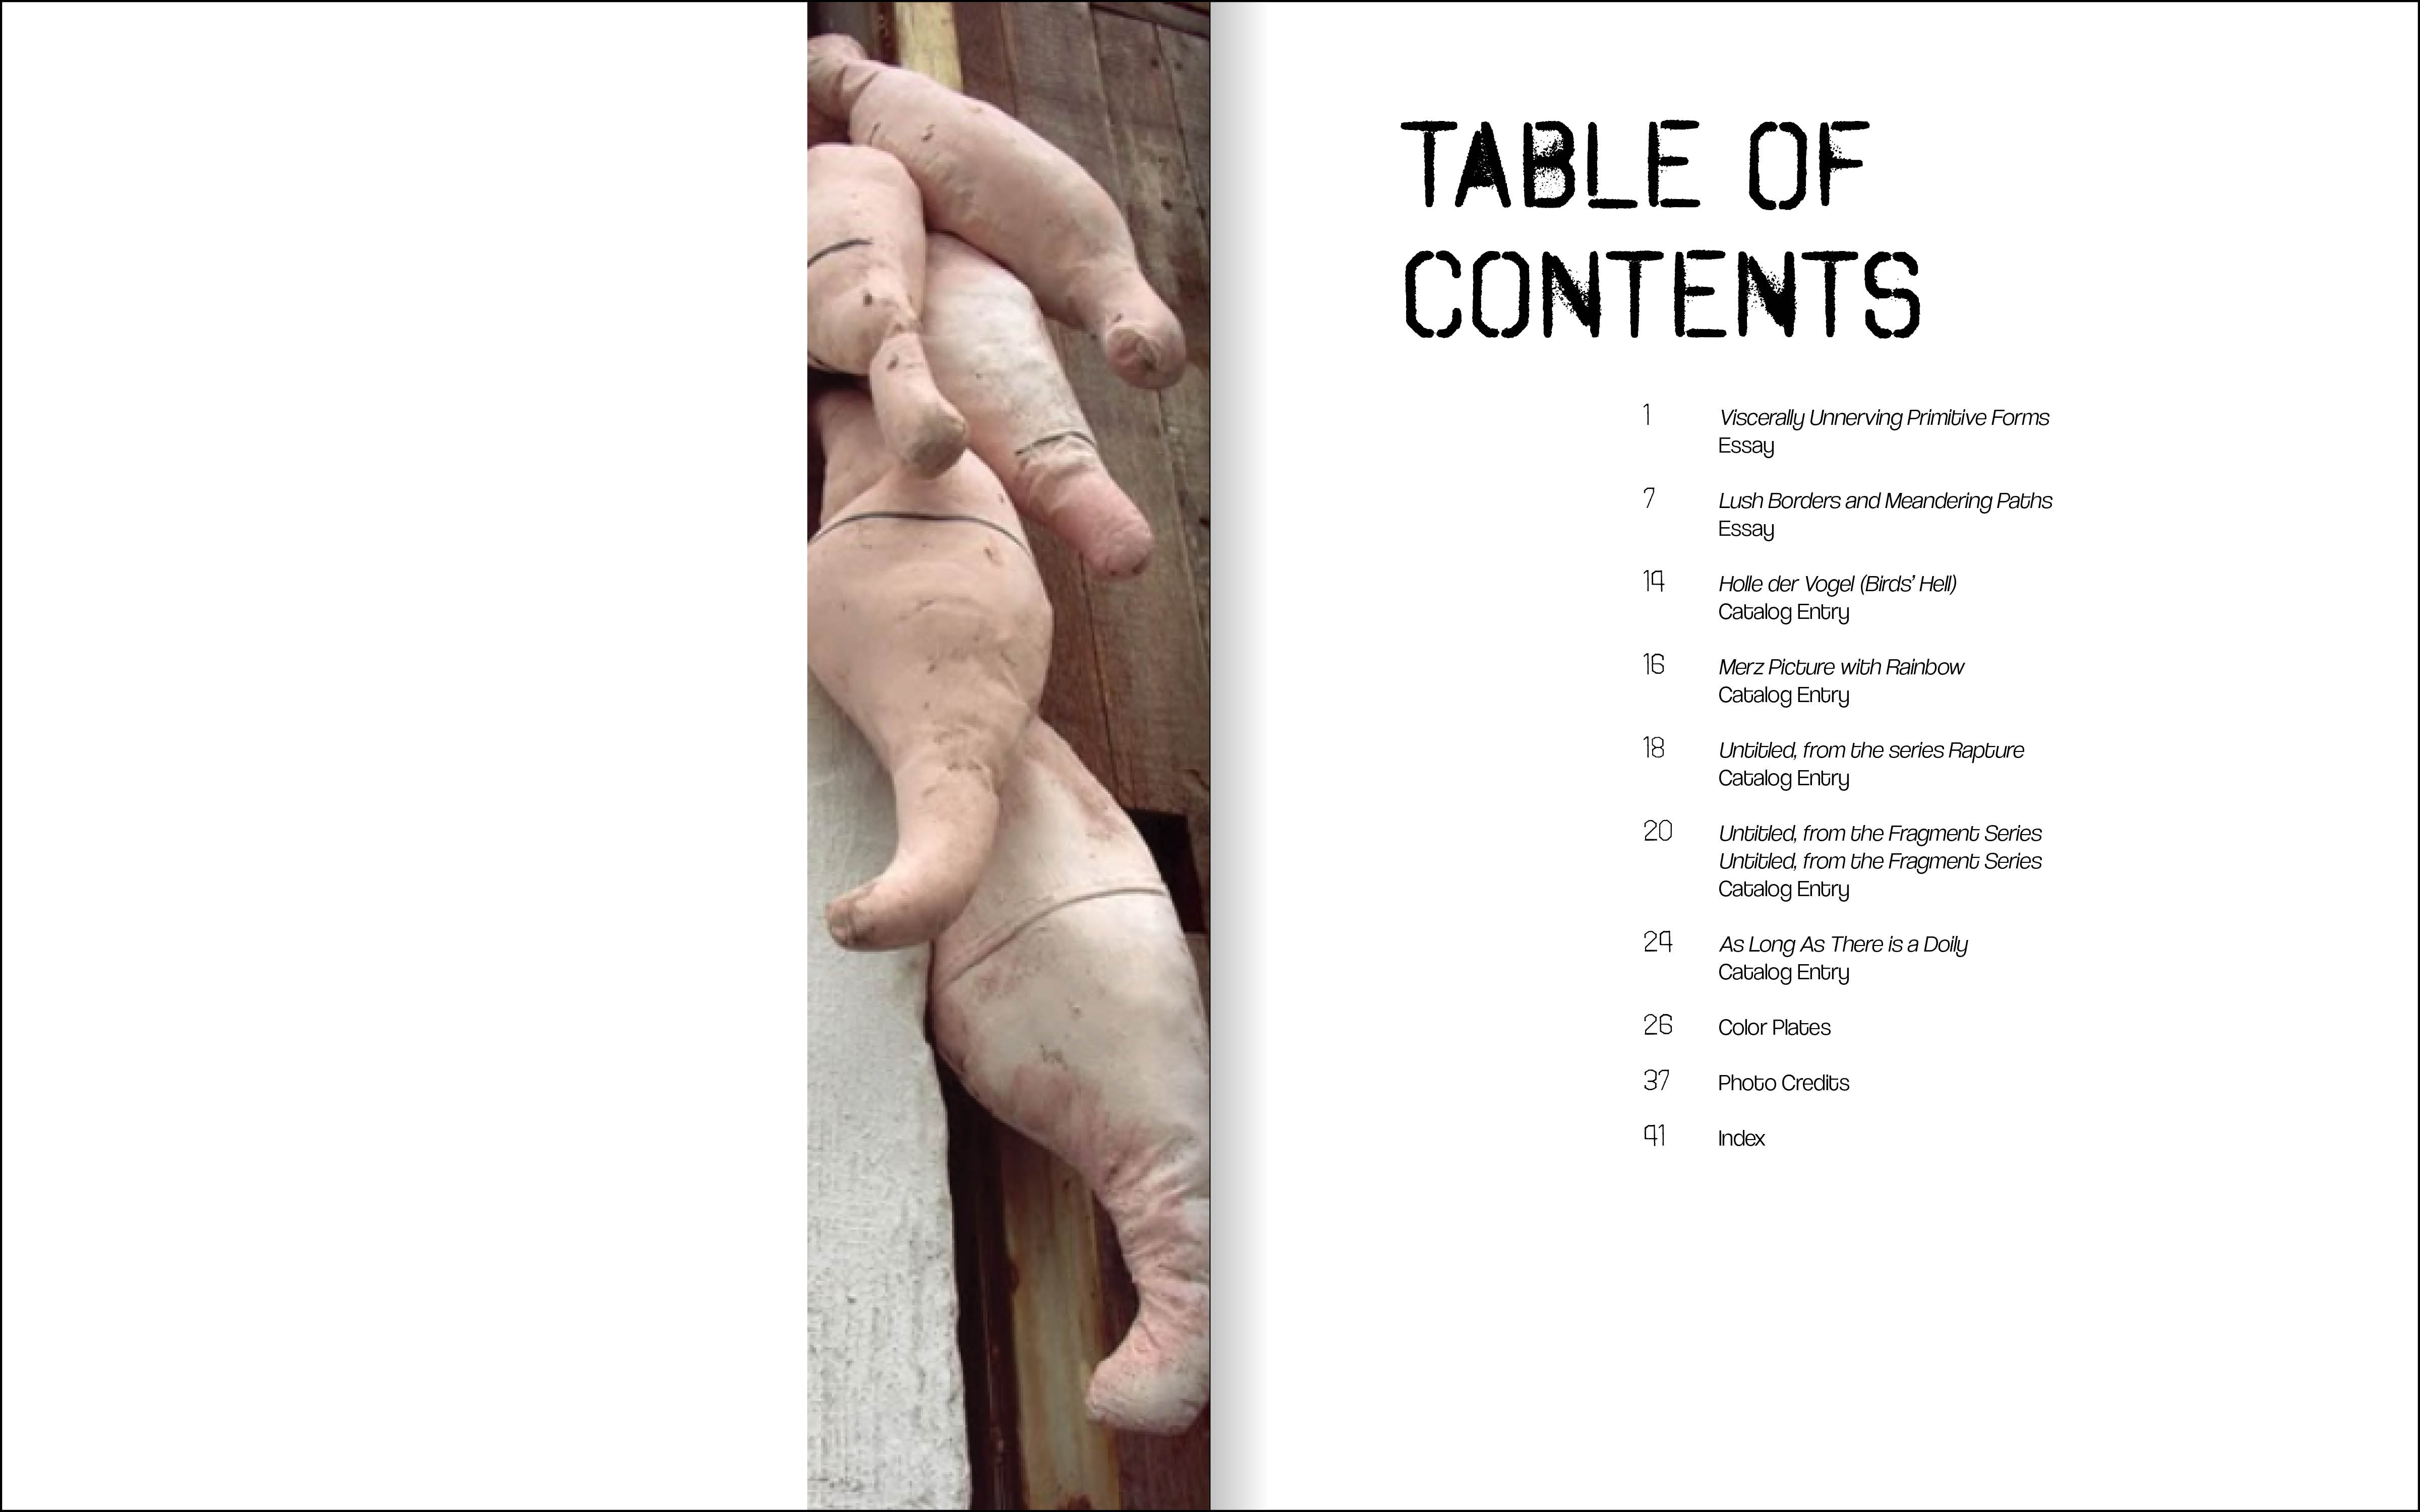 TABLE OF
CONTENTS
1 Viscerally Unnerving Primitive Forms
Essay
7 Lush Borders and Meandering Paths
Essay
14 Holle der Vogel (Birds' Hell)
Catalog Entry
16 Merz Picture with Rainbow
Catalog Entry
18 Untitled, from the series Rapture
Catalog Entry
20 Untitled, from the Fragment Series
Untitled, from the Fragment Series
Catalog Entry
24 As Long As There is a Doily
Catalog Entry
26 Color Plates
37 Photo Credits
41 Index